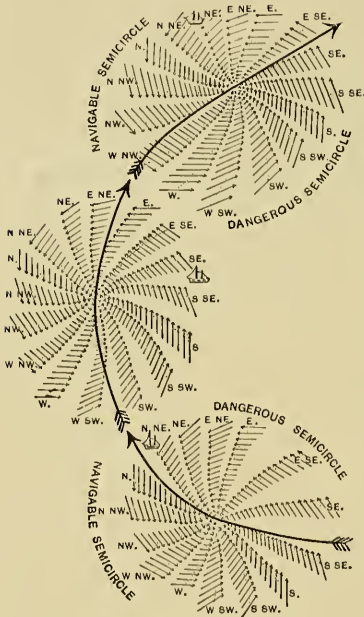 N NE.
E NE.
E.
E SE.
NAVIGABLE SEMICIRCLE
N.
SE.
N NW.
S SE.
NW.
S.
W NW.
S SW.
W.
SW.
W SW.
DANGEROUS SEMICIRCLE
NE.
E NE.
E.
N NE.
E SE.
N.
SE.
N NW.
S SE.
NW.
S.
W NW.
S SW.
W.
SW.
W SW.
DANGEROUS SEMICIRCLE
N NE.
NE.
E NE.
E.
E SE.
N.
SE.
NAVIGABLE SEMICIRCLE
N NW.
NW.
S SE.
W NW.
S.
W.
SW.
W SW.
S SW.